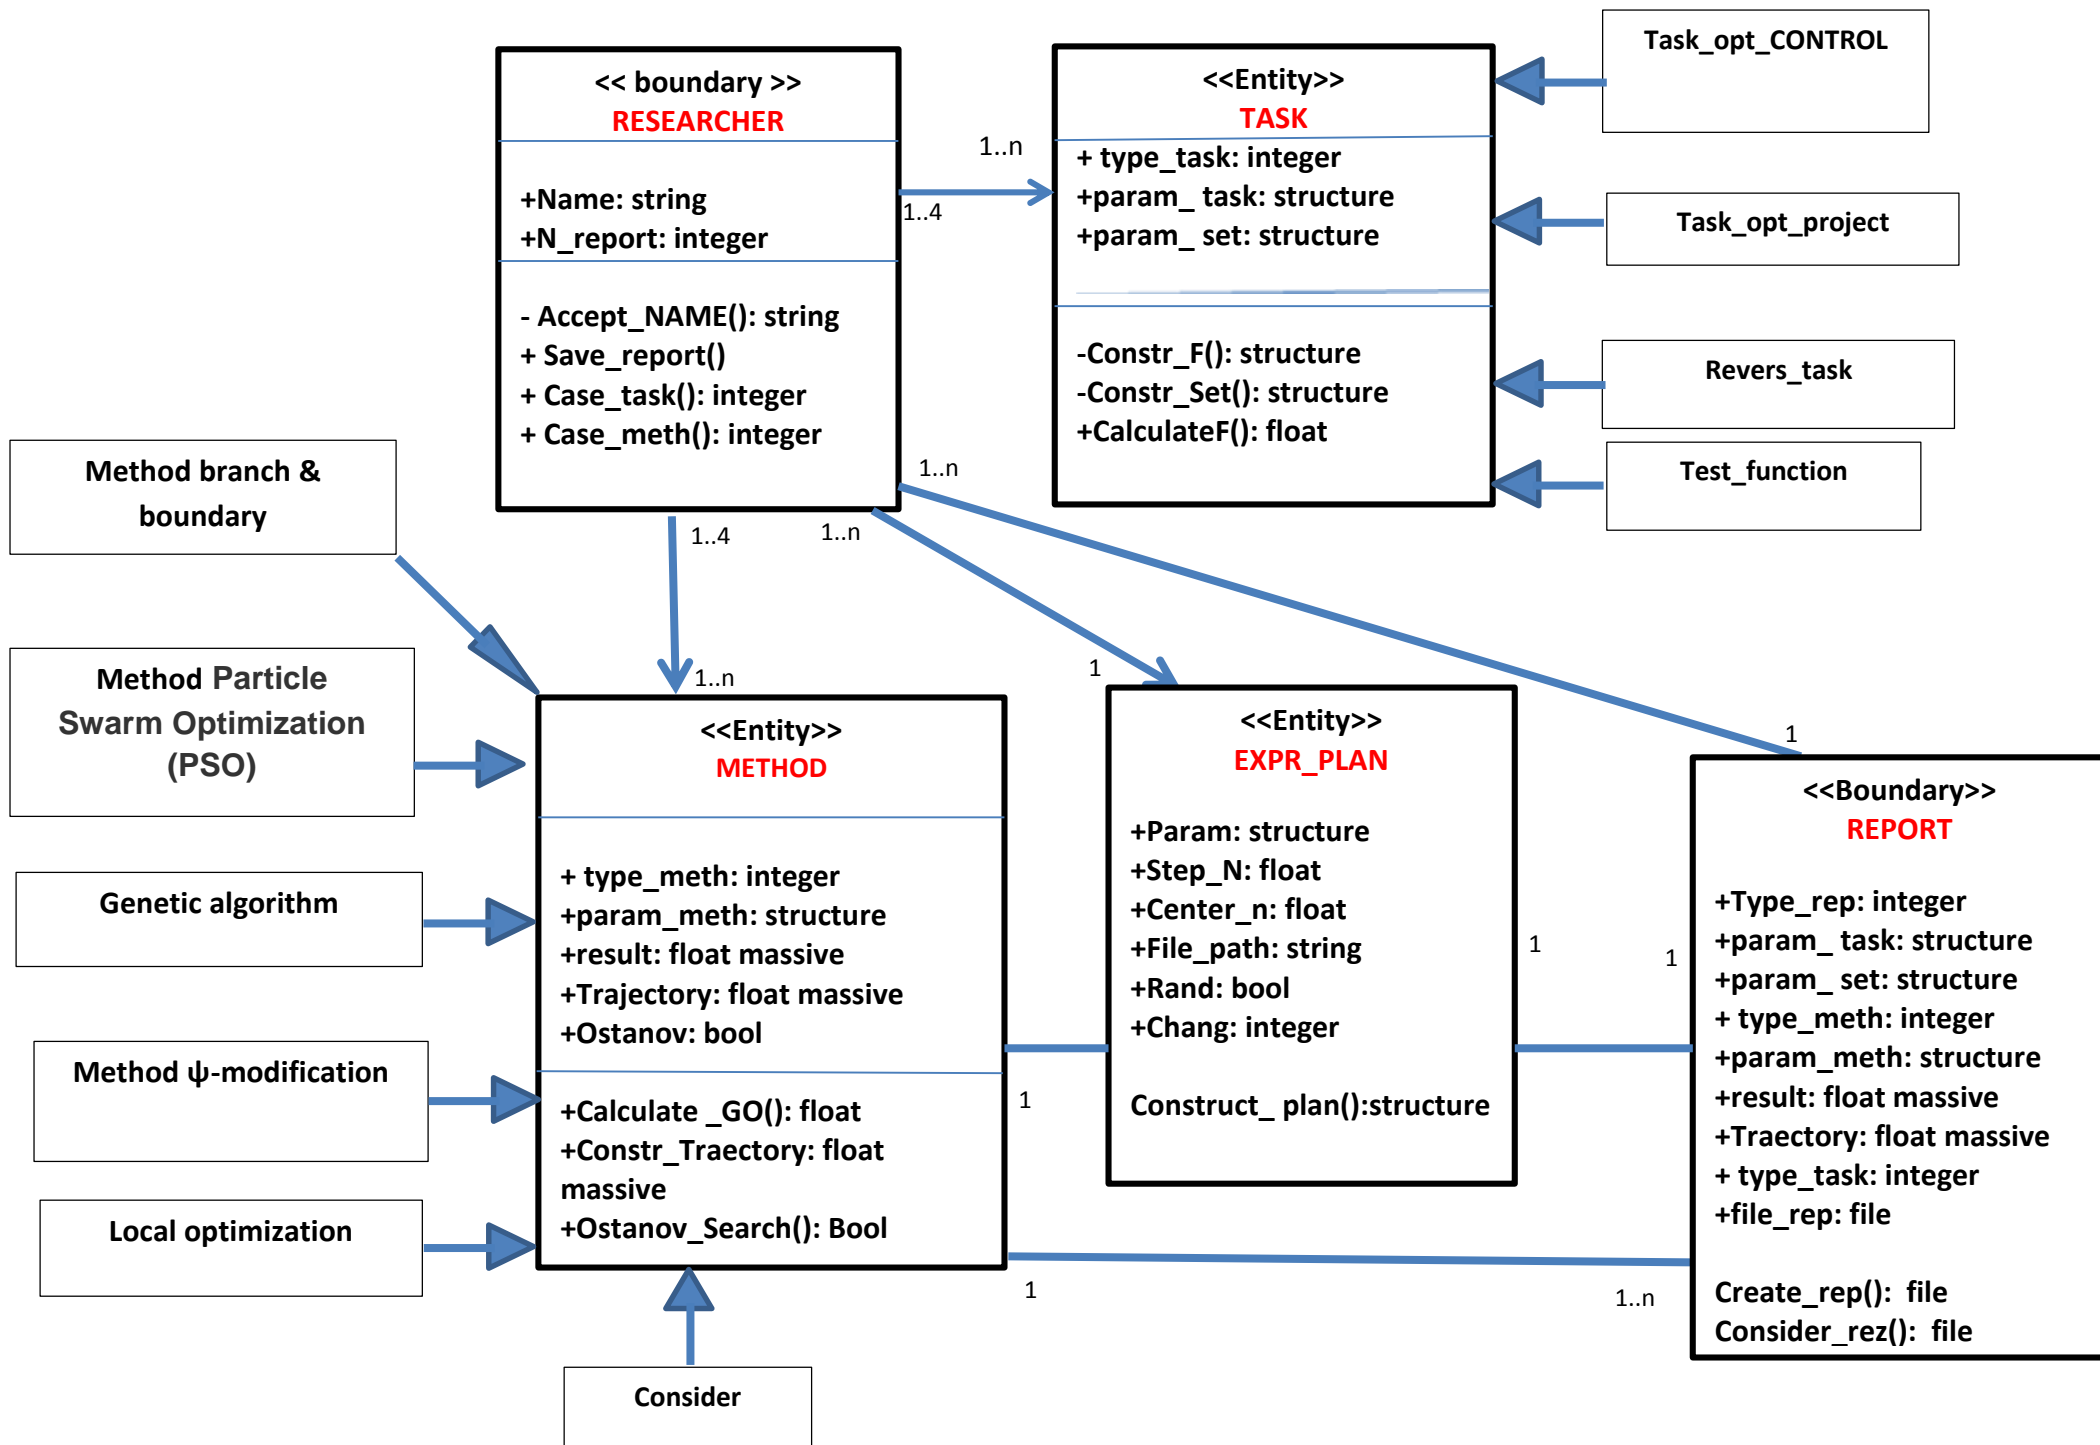 << boundary >>
RESEARCHER
+Name: string
+N_report: integer
- Accept_NAME(): string
+ Save_report()
+ Case_task(): integer
+ Case_meth(): integer
1..n
1..4
<<Entity>>
TASK
+ type_task: integer
+param_ task: structure
+param_ set: structure
-Constr_F(): structure
-Constr_Set(): structure
+CalculateF(): float
Task_opt_CONTROL
Task_opt_project
Revers_task
Test_function
1..n
1..n
1..4
1..n
1
1
Method branch &
boundary
Method Particle
Swarm Optimization
(PSO)
Genetic algorithm
Method ψ-modification
Local optimization
Consider
<<Entity>>
METHOD
+ type_meth: integer
+param_meth: structure
+result: float massive
+Trajectory: float massive
+Ostanov: bool
+Calculate _GO(): float
+Constr_Traectory: float
massive
+Ostanov_Search(): Bool
1
1
<<Entity>>
EXPR_PLAN
+Param: structure
+Step_N: float
+Center_n: float
+File_path: string
+Rand: bool
+Chang: integer
Construct_ plan():structure
1
1
1..n
<<Boundary>>
REPORT
+Type_rep: integer
+param_ task: structure
+param_ set: structure
+ type_meth: integer
+param_meth: structure
+result: float massive
+Traectory: float massive
+ type_task: integer
+file_rep: file
Create_rep():  file
Consider_rez():  file